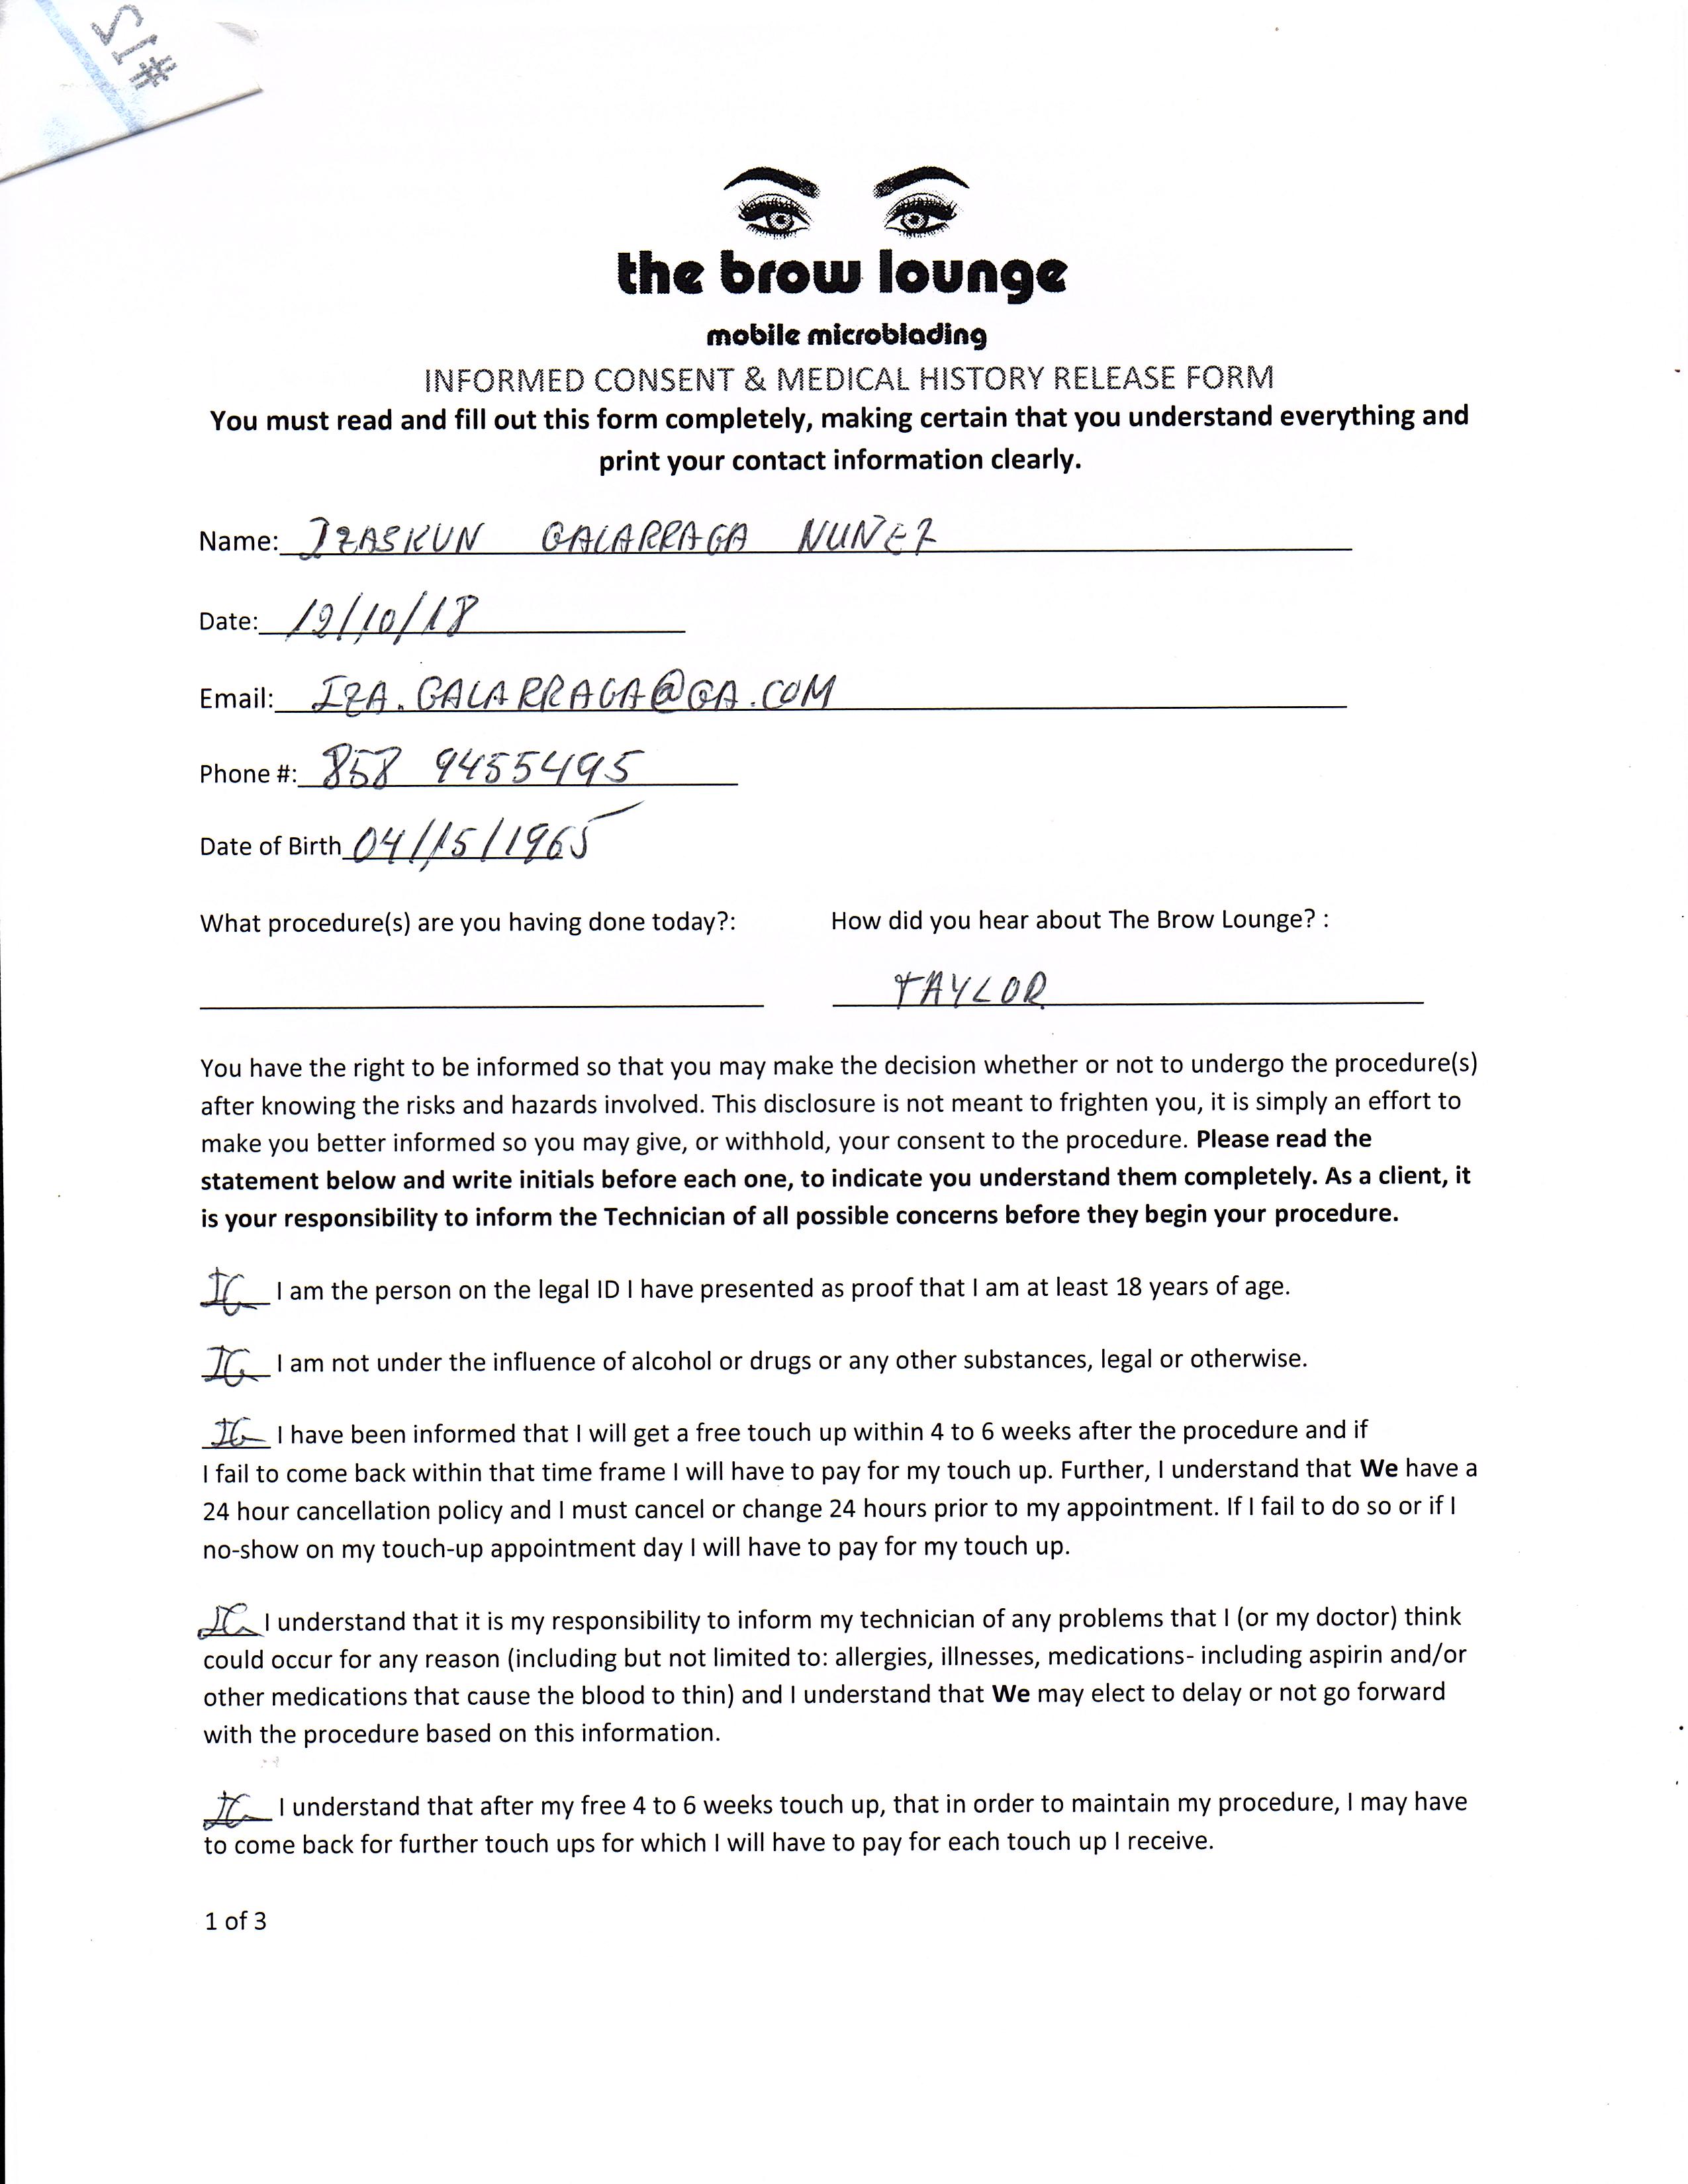 #12
the brow lounge
mobile microblading
INFORMED CONSENT & MEDICAL HISTORY RELEASE FORM
You must read and fill out this form completely, making certain that you understand everything and
print your contact information clearly.
Name: IZASKUN GALARRAGA NUÑEZ
Date: 12/10/18
Email: IZA.GALARRAGA@GA.COM
Phone #: 858 9455495
Date of Birth 04/15/1965
What procedure(s) are you having done today?: How did you hear about The Brow Lounge? :
TAYLOR
You have the right to be informed so that you may make the decision whether or not to undergo the procedure(s)
after knowing the risks and hazards involved. This disclosure is not meant to frighten you, it is simply an effort to
make you better informed so you may give, or withhold, your consent to the procedure. Please read the
statement below and write initials before each one, to indicate you understand them completely. As a client, it
is your responsibility to inform the Technician of all possible concerns before they begin your procedure.
IG I am the person on the legal ID I have presented as proof that I am at least 18 years of age.
IG I am not under the influence of alcohol or drugs or any other substances, legal or otherwise.
IG I have been informed that I will get a free touch up within 4 to 6 weeks after the procedure and if
I fail to come back within that time frame I will have to pay for my touch up. Further, I understand that We have a
24 hour cancellation policy and I must cancel or change 24 hours prior to my appointment. If I fail to do so or if I
no-show on my touch-up appointment day I will have to pay for my touch up.
IG I understand that it is my responsibility to inform my technician of any problems that I (or my doctor) think
could occur for any reason (including but not limited to: allergies, illnesses, medications- including aspirin and/or
other medications that cause the blood to thin) and I understand that We may elect to delay or not go forward
with the procedure based on this information.
IG I understand that after my free 4 to 6 weeks touch up, that in order to maintain my procedure, I may have
to come back for further touch ups for which I will have to pay for each touch up I receive.
1 of 3